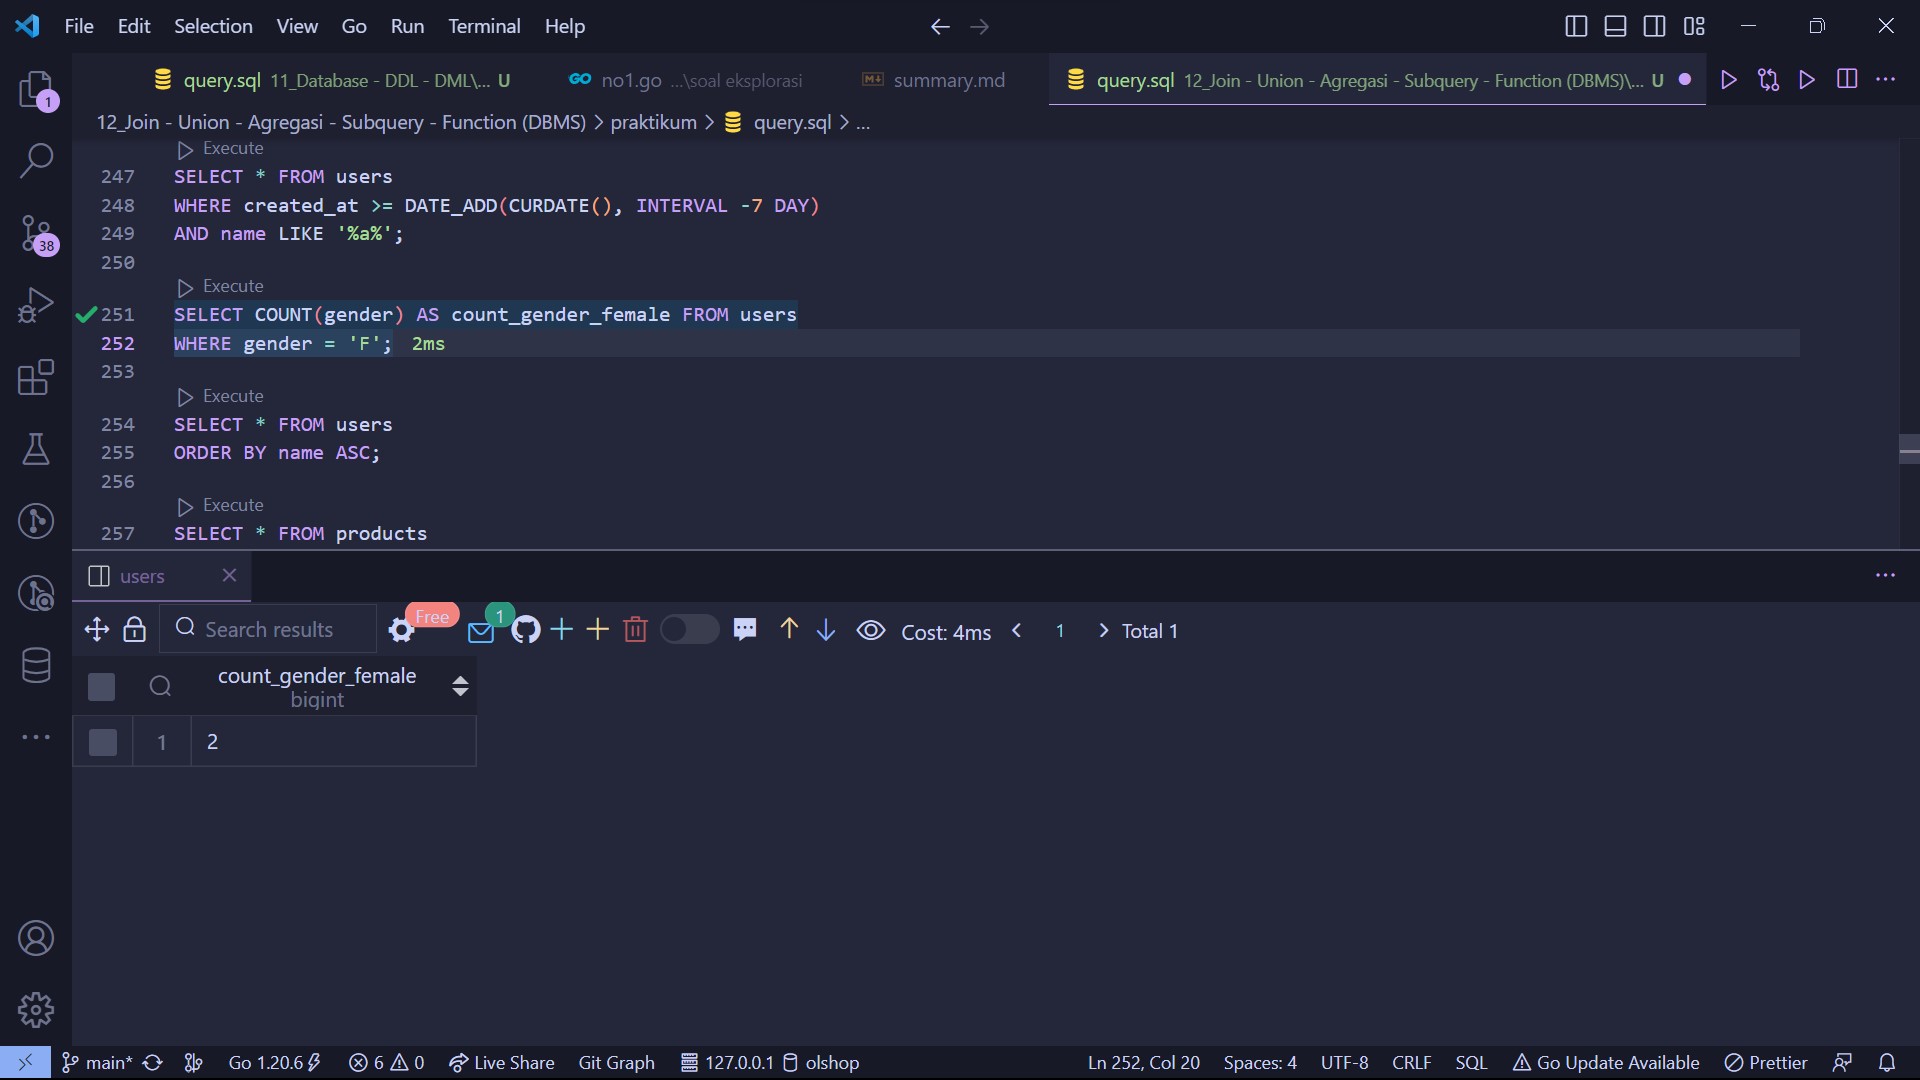 File Edit Selection View Go Run Terminal Help
query.sql 11_Database - DDL - DML\... U
no1.go ...\soal eksplorasi
summary.md
query.sql 12_Join - Union - Agregasi - Subquery - Function (DBMS)\... U
12_Join - Union - Agregasi - Subquery - Function (DBMS) > praktikum > query.sql > ...
1
38
Execute
247 SELECT * FROM users
248 WHERE created_at >= DATE_ADD(CURDATE(), INTERVAL -7 DAY)
249 AND name LIKE '%a%';
250
Execute
251 SELECT COUNT(gender) AS count_gender_female FROM users
252 WHERE gender = 'F'; 2ms
253
Execute
254 SELECT * FROM users
255 ORDER BY name ASC;
256
Execute
257 SELECT * FROM products
users
Search results
Free
1
Cost: 4ms < 1 > Total 1
count_gender_female
bigint
1 2
main* Go 1.20.6 6 0 Live Share Git Graph 127.0.0.1 olshop Ln 252, Col 20 Spaces: 4 UTF-8 CRLF SQL Go Update Available Prettier